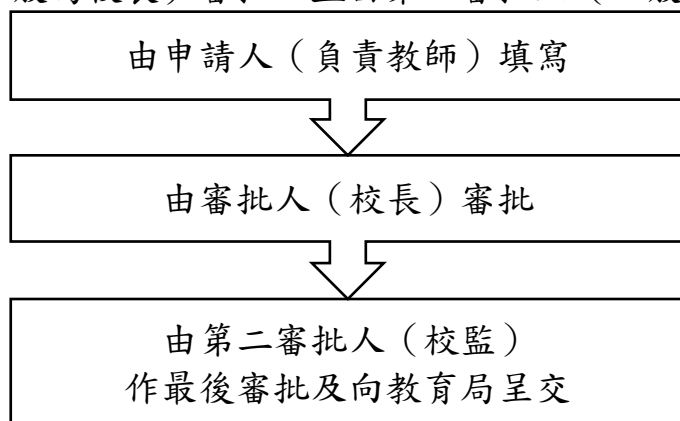 由申請人（負責教師）填寫
由審批人（校長）審批
由第二審批人（校監）
作最後審批及向教育局呈交